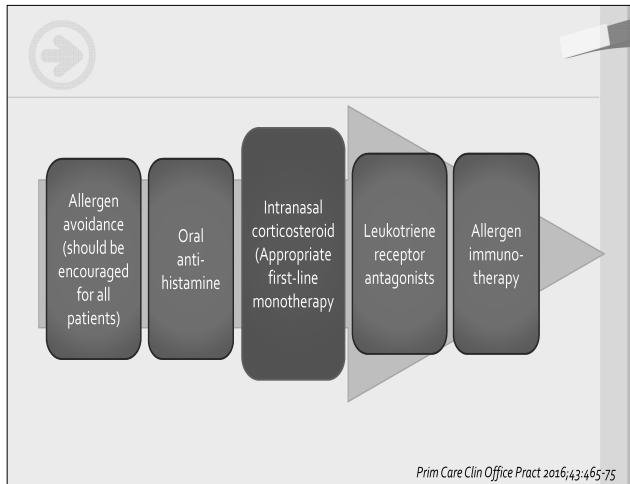 Allergen
avoidance
(should be
encouraged
for all
patients)
Oral
anti-
histamine
Intranasal
corticosteroid
(Appropriate
first-line
monotherapy
Leukotriene
receptor
antagonists
Allergen
immuno-
therapy
Prim Care Clin Office Pract 2016;43:465-75